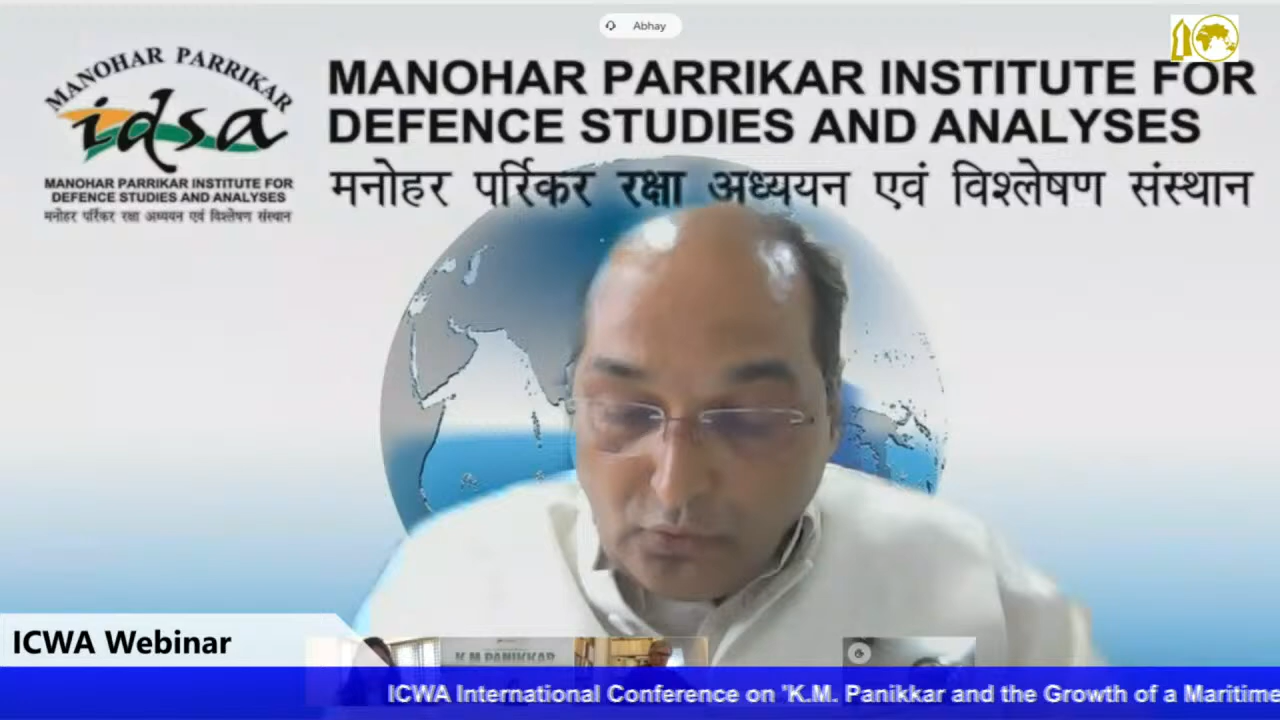 Abhay
MANOHAR PARRIKAR
idsa
MANOHAR PARRIKAR INSTITUTE FOR
DEFENCE STUDIES AND ANALYSES
मनोहर पर्रिकर रक्षा अध्ययन एवं विश्लेषण संस्थान
MANOHAR PARRIKAR INSTITUTE FOR
DEFENCE STUDIES AND ANALYSES
मनोहर पर्रिकर रक्षा अध्ययन एवं विश्लेषण संस्थान
10
ICWA Webinar
K.M PANIKKAR
ICWA International Conference on 'K.M. Panikkar and the Growth of a Maritime